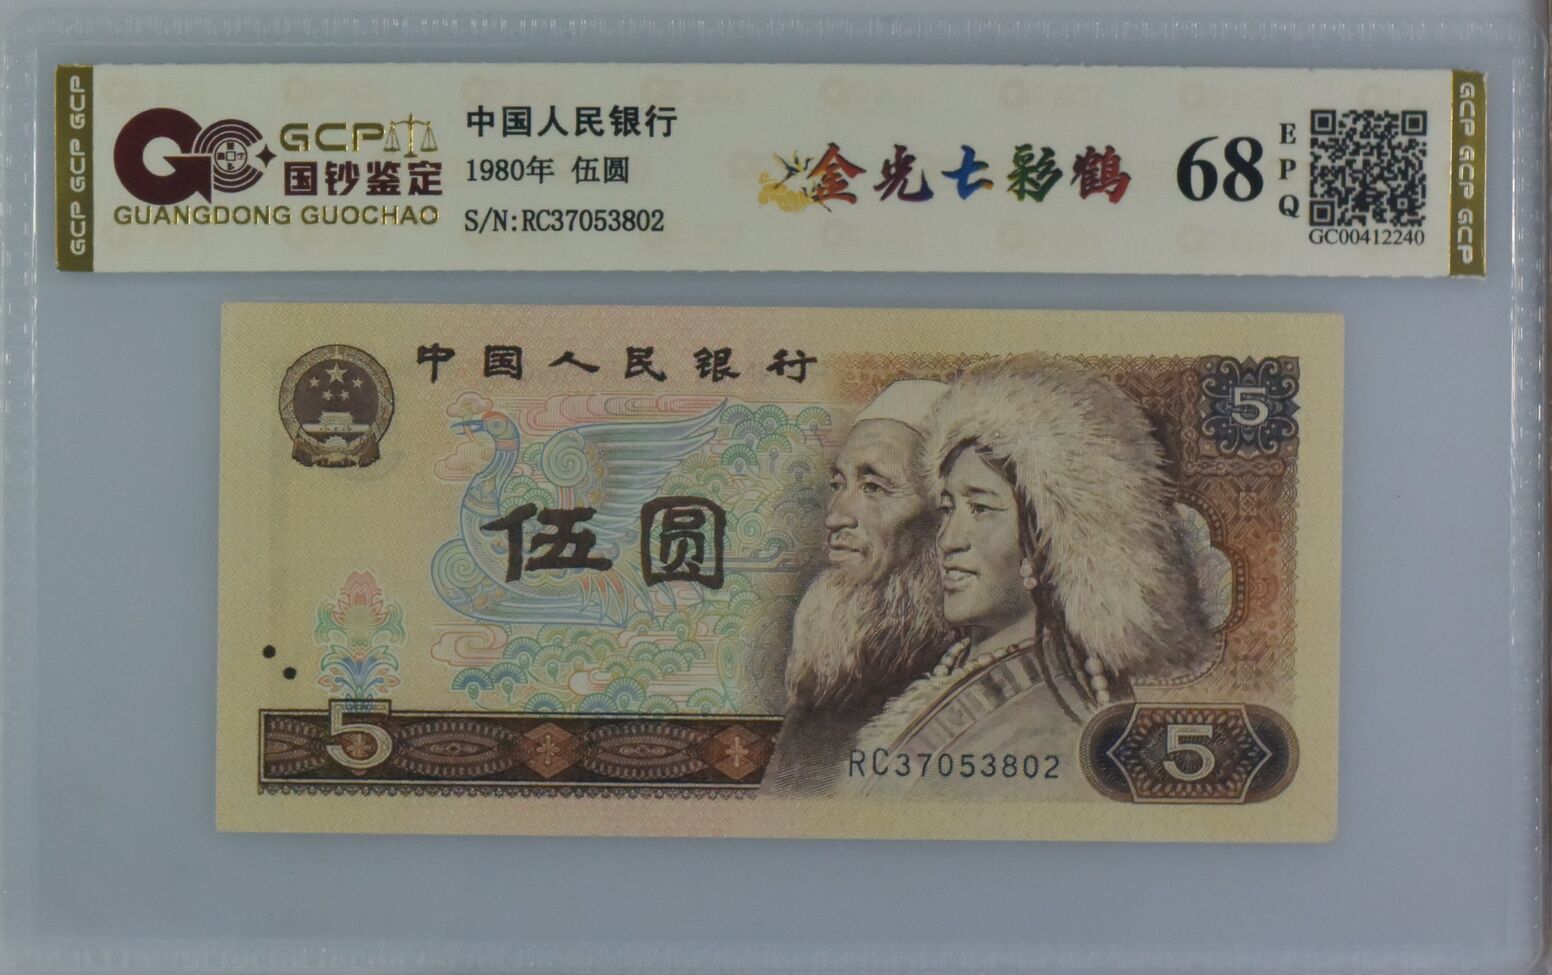 GCP GCP GCP
GCP
国钞鉴定
GUANGDONG GUOCHAO
中国人民银行
1980年 伍圆
S/N:RC37053802
金光七彩鹤
68
EPQ
GC00412240
GCP GCP GCP
中国人民银行
5
伍圆
5
RC37053802
5